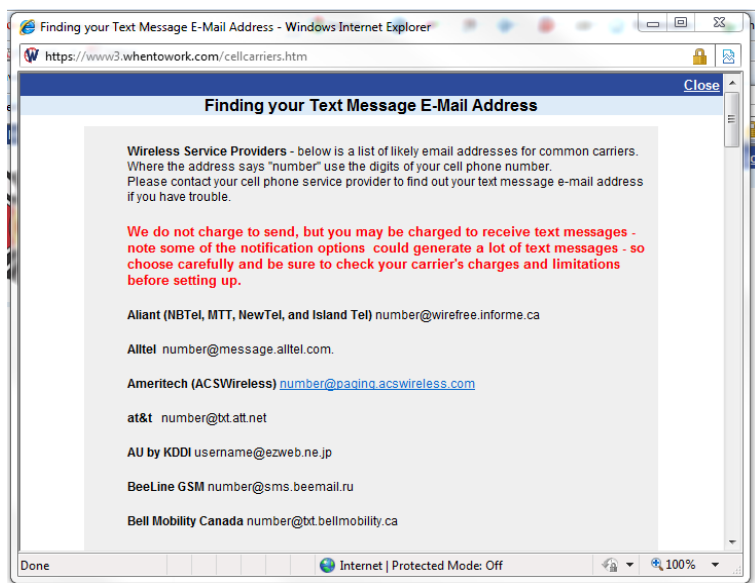 Finding your Text Message E-Mail Address - Windows Internet Explorer
https://www3.whentowork.com/cellcarriers.htm
Close
Finding your Text Message E-Mail Address
Wireless Service Providers - below is a list of likely email addresses for common carriers.
Where the address says "number" use the digits of your cell phone number.
Please contact your cell phone service provider to find out your text message e-mail address
if you have trouble.
We do not charge to send, but you may be charged to receive text messages -
note some of the notification options could generate a lot of text messages - so
choose carefully and be sure to check your carrier's charges and limitations
before setting up.
Aliant (NBTel, MTT, NewTel, and Island Tel) number@wirefree.informe.ca
Alltel number@message.alltel.com.
Ameritech (ACSWireless) number@paging.acswireless.com
at&t number@txt.att.net
AU by KDDI username@ezweb.ne.jp
BeeLine GSM number@sms.beemail.ru
Bell Mobility Canada number@txt.bellmobility.ca
Done
Internet | Protected Mode: Off
100%